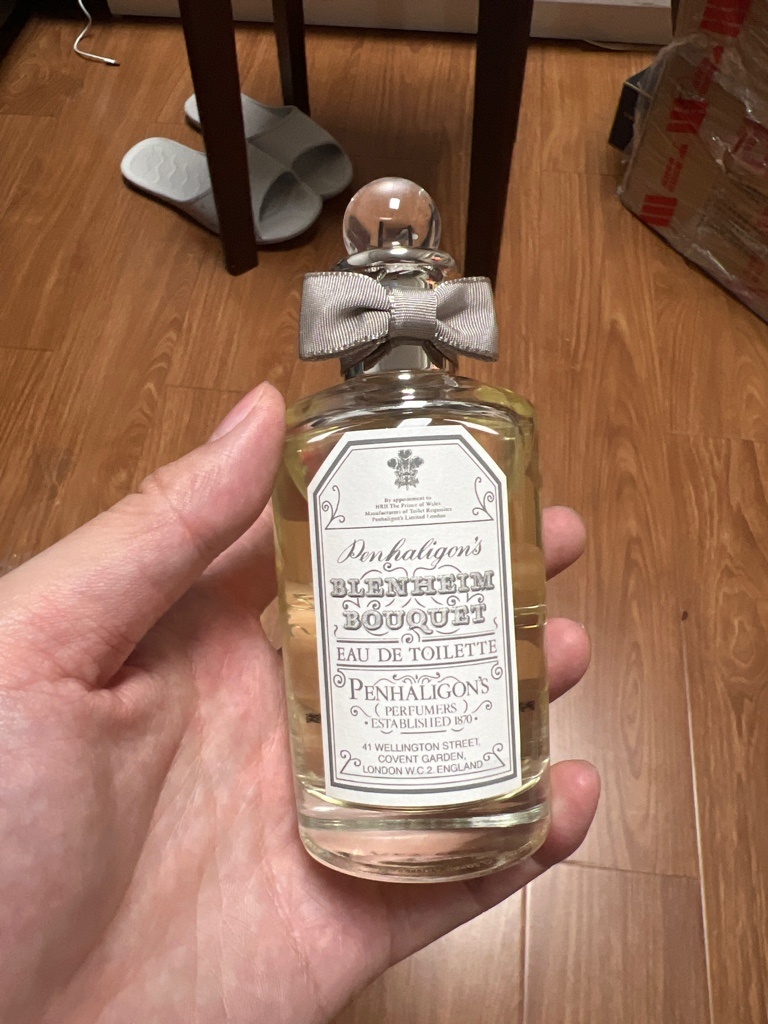 By appointment to
HRH The Prince of Wales
Manufacturers of Toilet Requisites
Penhaligon's Limited London
Penhaligon's
BLENHEIM
BOUQUET
EAU DE TOILETTE
PENHALIGON'S
(PERFUMERS)
• ESTABLISHED 1870 •
41 WELLINGTON STREET,
COVENT GARDEN,
LONDON W.C.2. ENGLAND